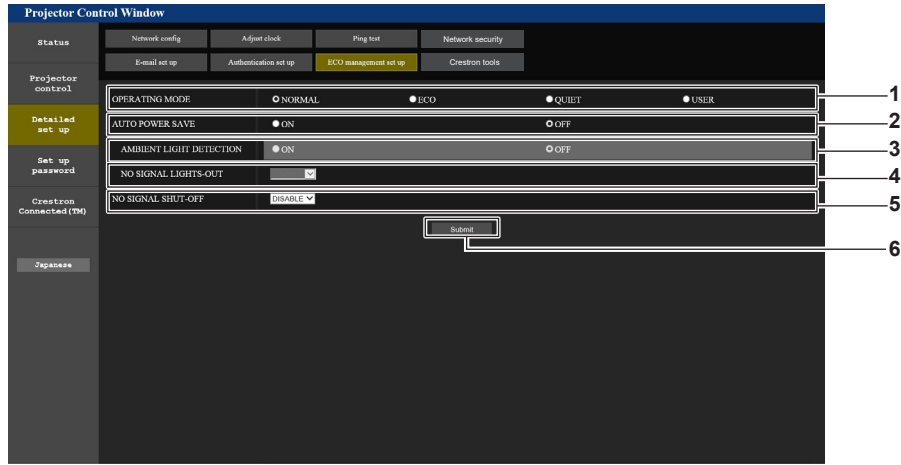 Projector Control Window
Status
Network config
Adjust clock
Ping test
Network security
E-mail set up
Authentication set up
ECO management set up
Crestron tools
Projector
control
Detailed
set up
Set up
password
Crestron
Connected(TM)
Japanese
OPERATING MODE NORMAL ECO QUIET USER 1
AUTO POWER SAVE ON OFF 2
AMBIENT LIGHT DETECTION ON OFF 3
NO SIGNAL LIGHTS-OUT 4
NO SIGNAL SHUT-OFF DISABLE 5
Submit 6